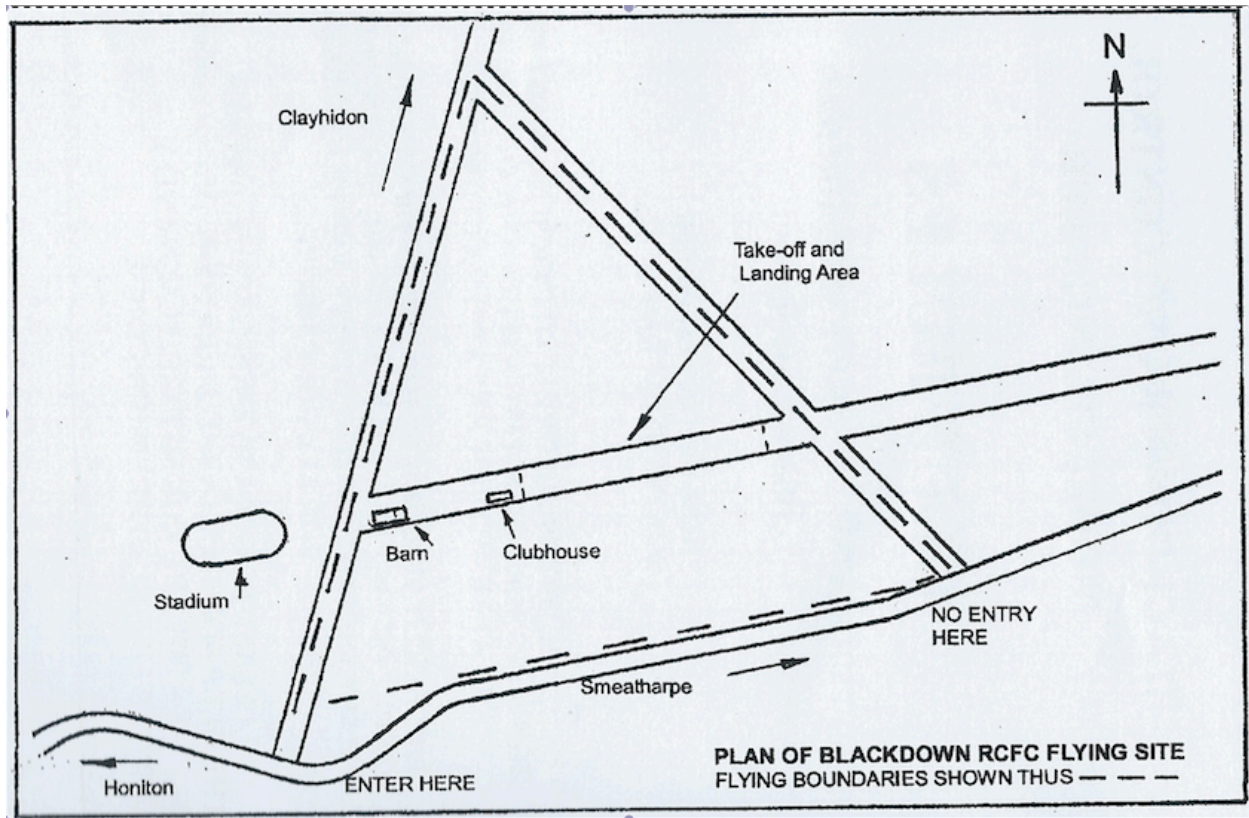 N
Clayhidon
Take-off and
Landing Area
Barn
Clubhouse
Stadium
NO ENTRY
HERE
Smeatharpe
PLAN OF BLACKDOWN RCFC FLYING SITE
FLYING BOUNDARIES SHOWN THUS
ENTER HERE
Honiton